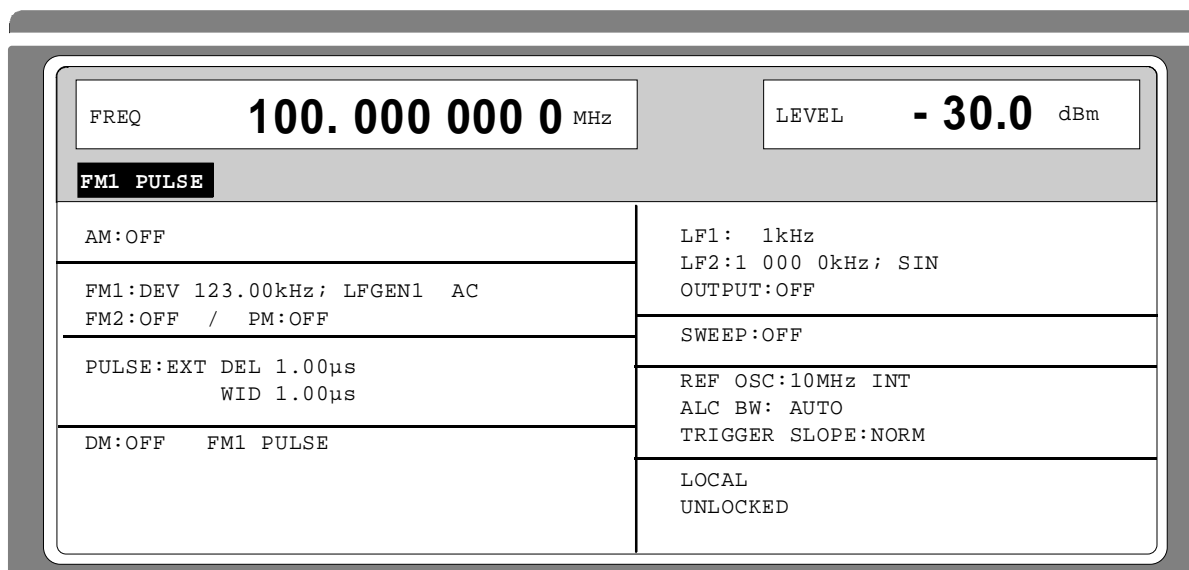 FREQ 100. 000 000 0 MHz
LEVEL - 30.0 dBm
FM1 PULSE
AM:OFF
FM1:DEV 123.00kHz; LFGEN1 AC
FM2:OFF / PM:OFF
PULSE:EXT DEL 1.00µs
WID 1.00µs
DM:OFF FM1 PULSE
LF1: 1kHz
LF2:1 000 0kHz; SIN
OUTPUT:OFF
SWEEP:OFF
REF OSC:10MHz INT
ALC BW: AUTO
TRIGGER SLOPE:NORM
LOCAL
UNLOCKED